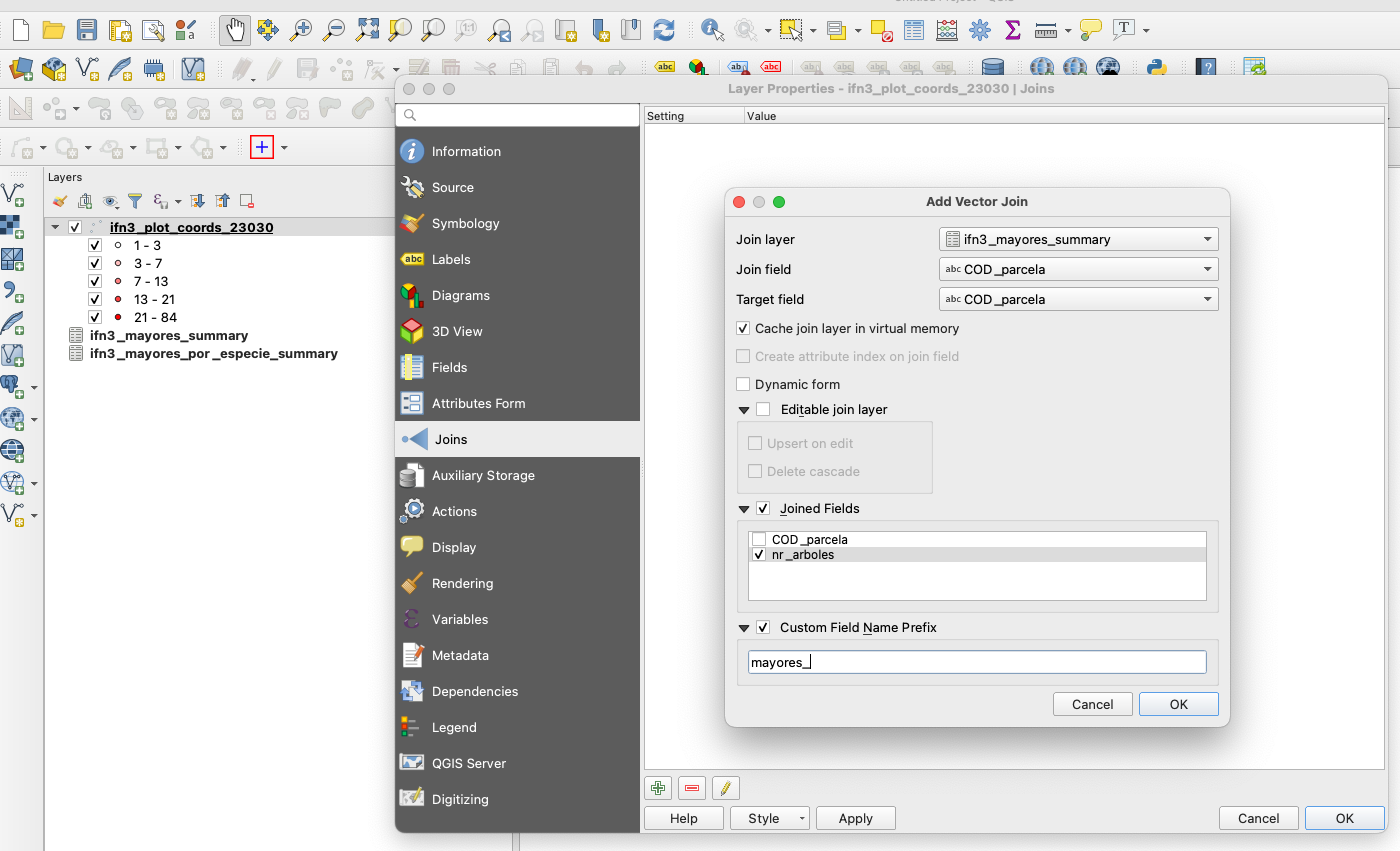 Layer Properties - ifn3_plot_coords_23030 | Joins
Layers
ifn3_plot_coords_23030
1 - 3
3 - 7
7 - 13
13 - 21
21 - 84
ifn3_mayores_summary
ifn3_mayores_por_especie_summary
Information
Source
Symbology
Labels
Diagrams
3D View
Fields
Attributes Form
Joins
Auxiliary Storage
Actions
Display
Rendering
Variables
Metadata
Dependencies
Legend
QGIS Server
Digitizing
Setting Value
Add Vector Join
Join layer ifn3_mayores_summary
Join field abc COD_parcela
Target field abc COD_parcela
Cache join layer in virtual memory
Create attribute index on join field
Dynamic form
Editable join layer
Upsert on edit
Delete cascade
Joined Fields
COD_parcela
nr_arboles
Custom Field Name Prefix
mayores_
Cancel OK
Help Style Apply Cancel OK